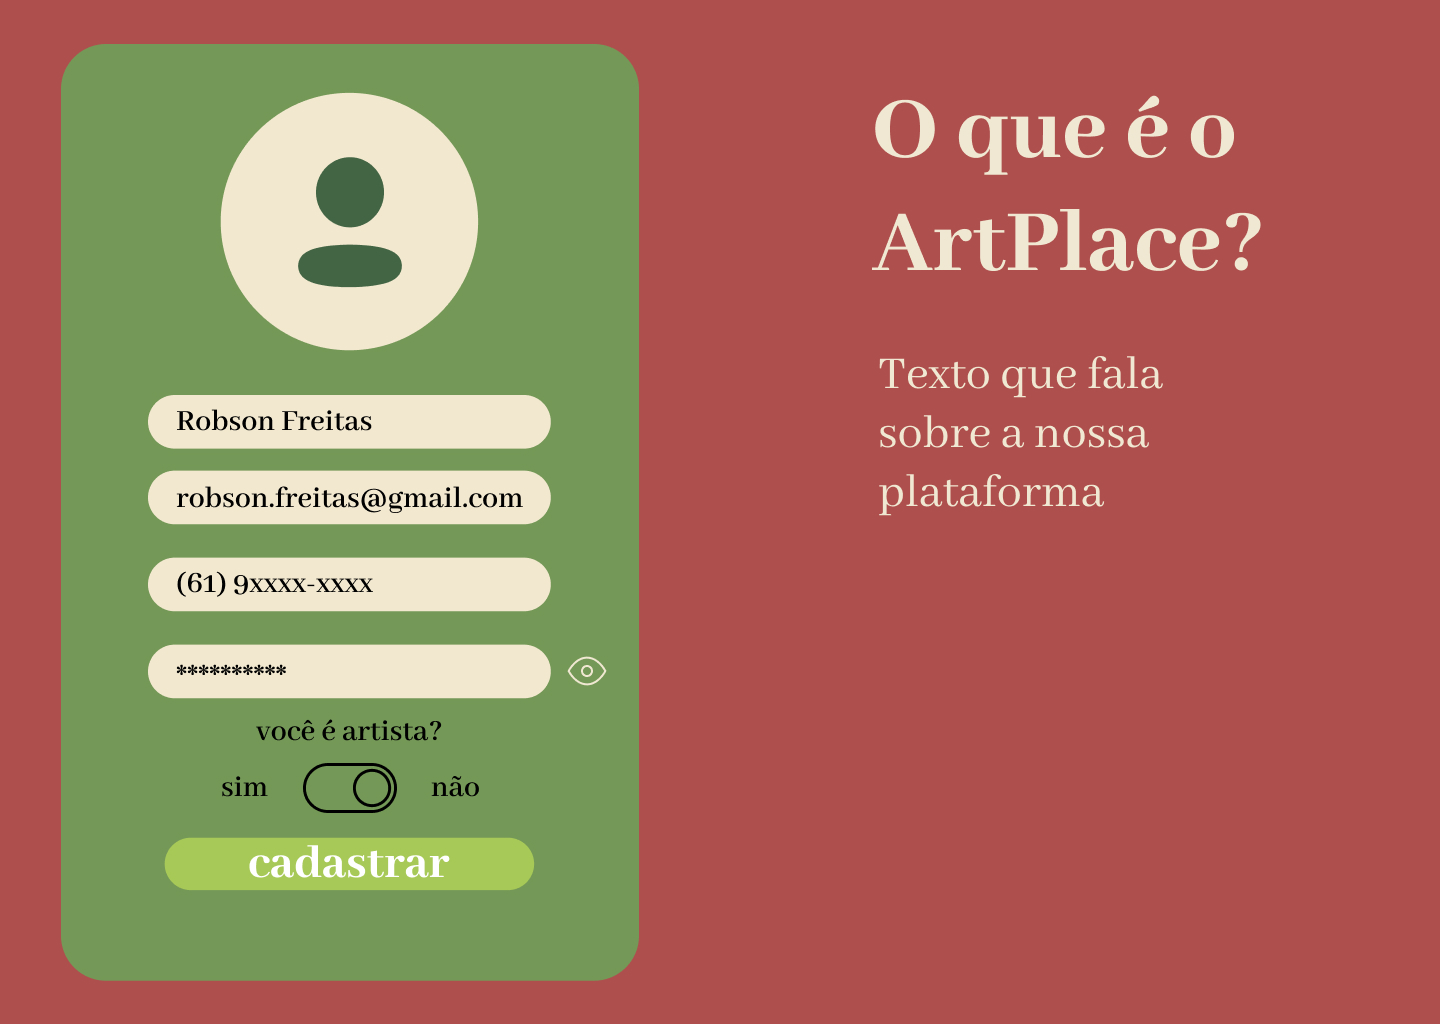 Robson Freitas
robson.freitas@gmail.com
(61) 9xxxx-xxxx
**********
você é artista?
sim não
cadastrar
O que é o
ArtPlace?
Texto que fala
sobre a nossa
plataforma